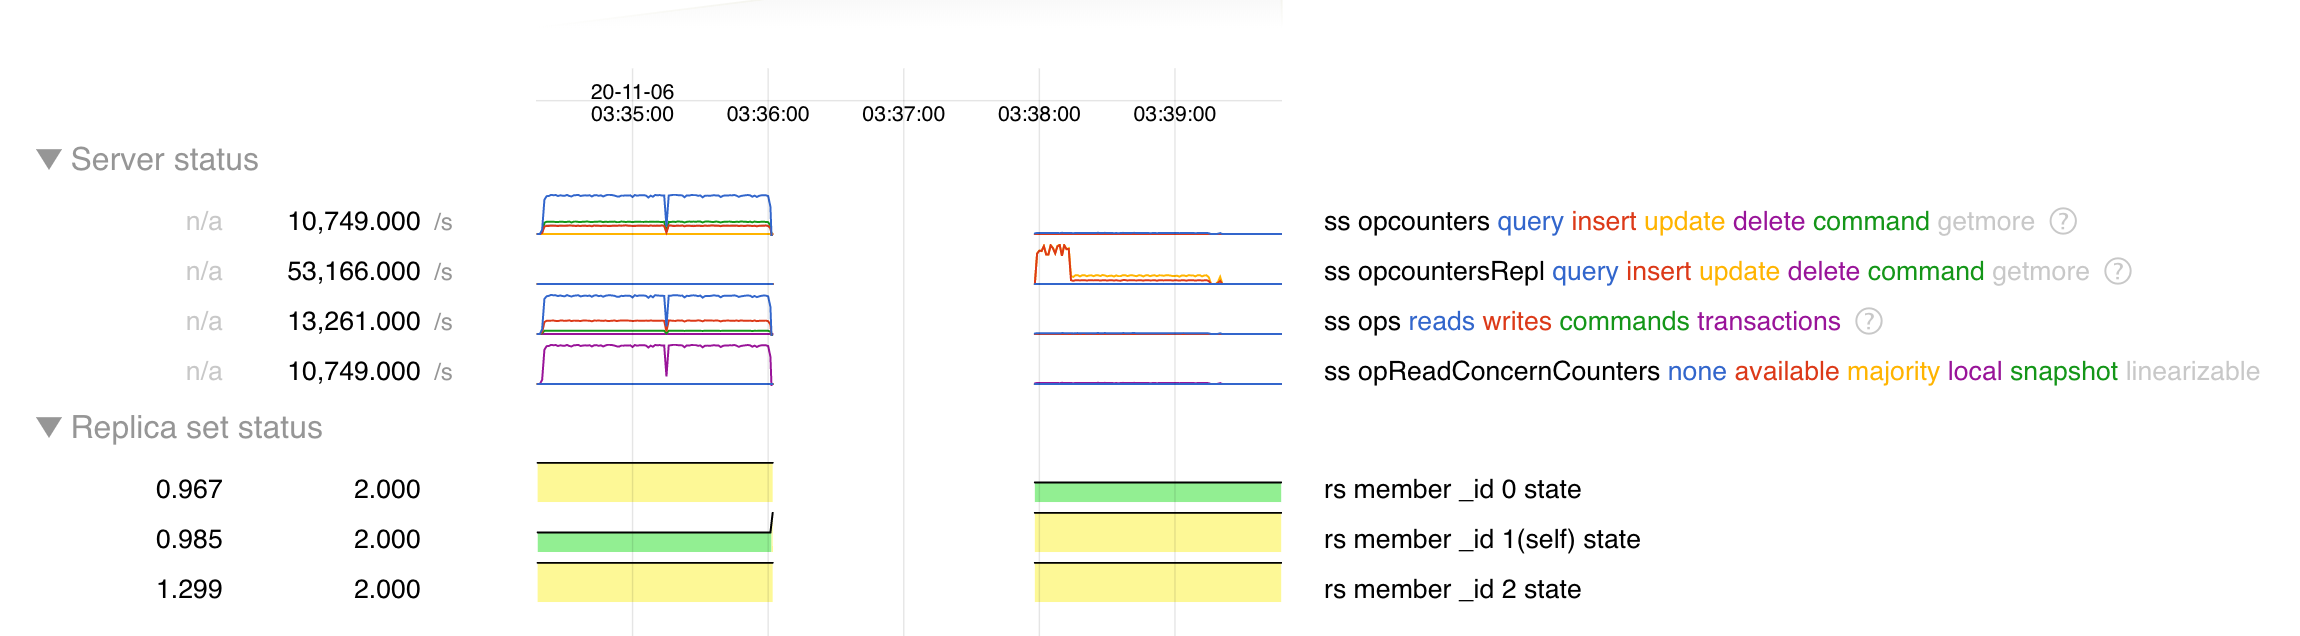 20-11-06
03:35:00 03:36:00 03:37:00 03:38:00 03:39:00
Server status
n/a 10,749.000 /s ss opcounters query insert update delete command getmore ?
n/a 53,166.000 /s ss opcountersRepl query insert update delete command getmore ?
n/a 13,261.000 /s ss ops reads writes commands transactions ?
n/a 10,749.000 /s ss opReadConcernCounters none available majority local snapshot linearizable
Replica set status
0.967 2.000 rs member _id 0 state
0.985 2.000 rs member _id 1(self) state
1.299 2.000 rs member _id 2 state